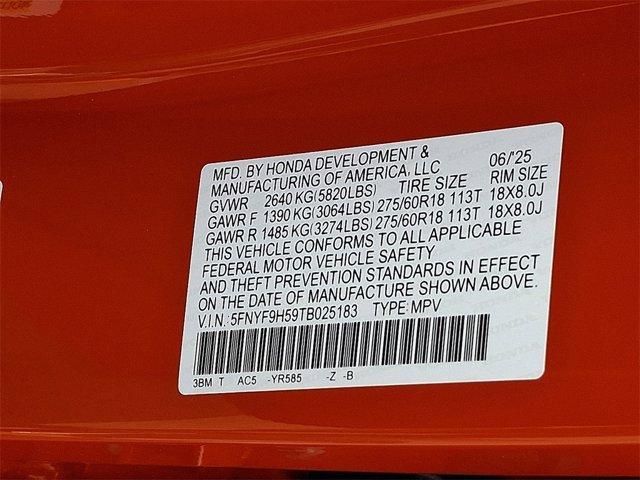 MFD. BY HONDA DEVELOPMENT & 06/'25
MANUFACTURING OF AMERICA, LLC
GVWR 2640 KG(5820LBS) TIRE SIZE RIM SIZE
GAWR F 1390 KG(3064LBS) 275/60R18 113T 18X8.0J
GAWR R 1485 KG(3274LBS) 275/60R18 113T 18X8.0J
THIS VEHICLE CONFORMS TO ALL APPLICABLE
FEDERAL MOTOR VEHICLE SAFETY
AND THEFT PREVENTION STANDARDS IN EFFECT
ON THE DATE OF MANUFACTURE SHOWN ABOVE.
V.I.N.: 5FNYF9H59TB025183 TYPE: MPV
3BM T AC5 -YR585 -Z -B